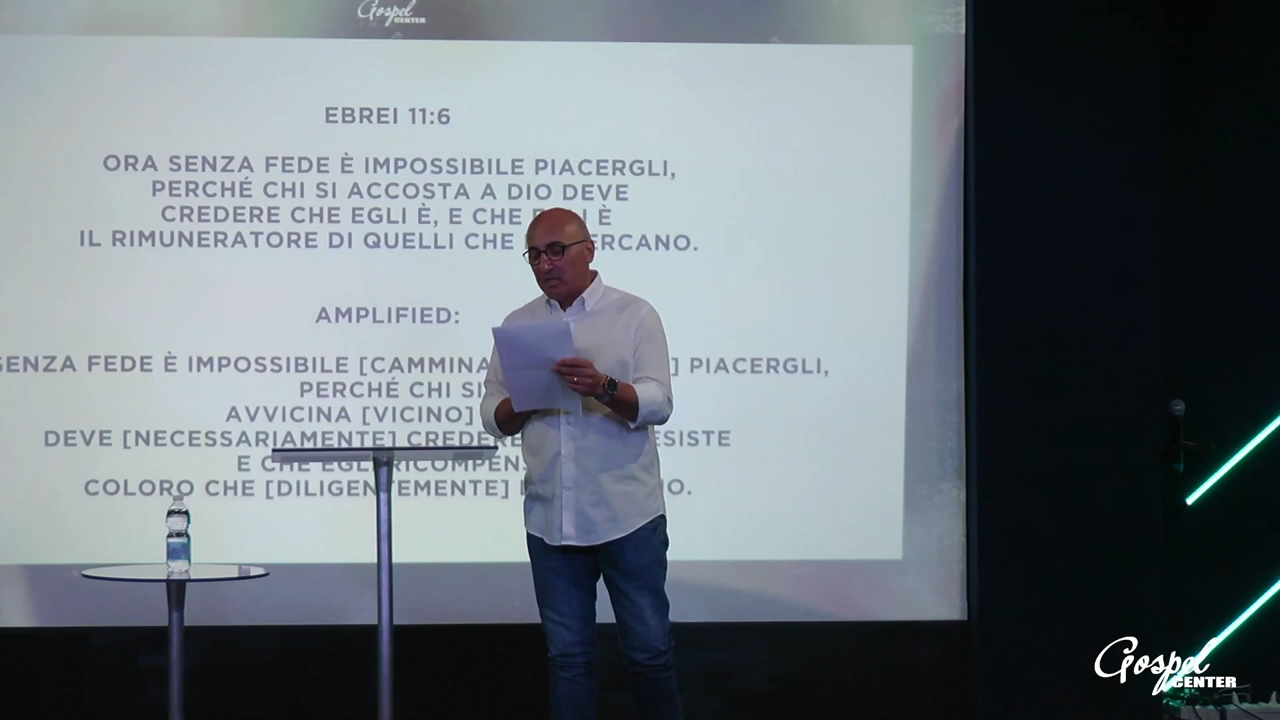 Gospel
CENTER
EBREI 11:6
ORA SENZA FEDE È IMPOSSIBILE PIACERGLI,
PERCHÉ CHI SI ACCOSTA A DIO DEVE
CREDERE CHE EGLI È, E CHE È
IL RIMUNERATORE DI QUELLI CHE
AMPLIFIED:
SENZA FEDE È IMPOSSIBILE [ ] PIACERGLI,
PERCHÉ CHI SI
AVVICINA [VICINO]
DEVE [NECESSARIAMENTE] CREDERE ESISTE
E CHE EGLI RICOMPENS
COLORO CHE [DILIGENTEMENTE]
Gospel
CENTER